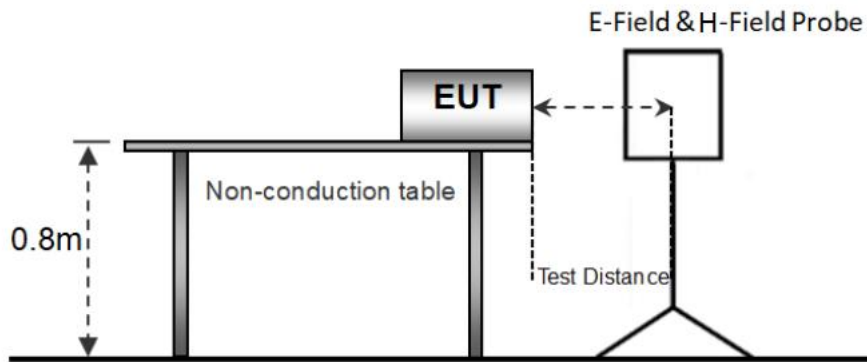 E-Field & H-Field Probe
EUT
Non-conduction table
0.8m
Test Distance